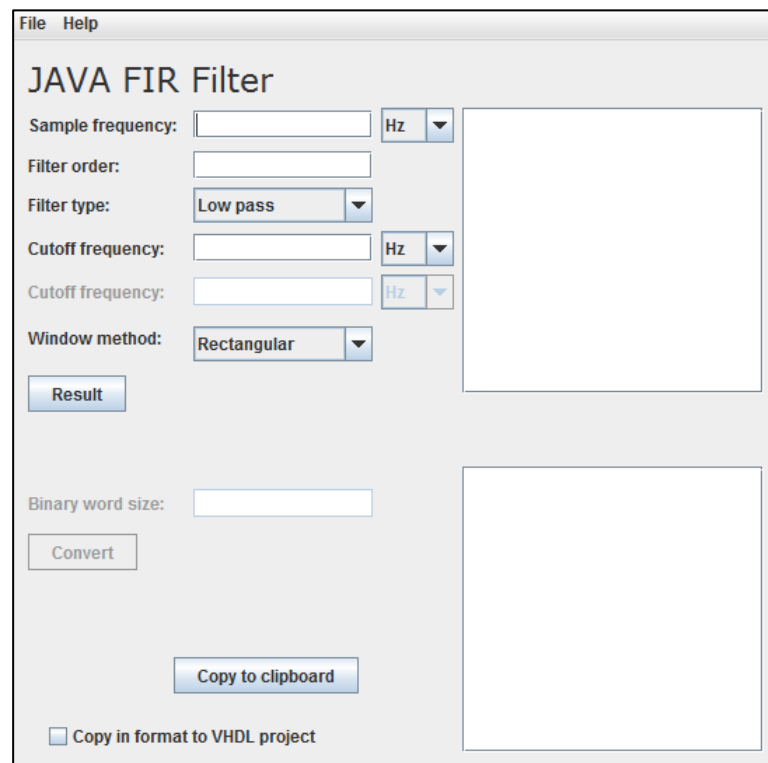 File Help
JAVA FIR Filter
Sample frequency: Hz
Filter order:
Filter type: Low pass
Cutoff frequency: Hz
Cutoff frequency: Hz
Window method: Rectangular
Result
Binary word size:
Convert
Copy to clipboard
Copy in format to VHDL project